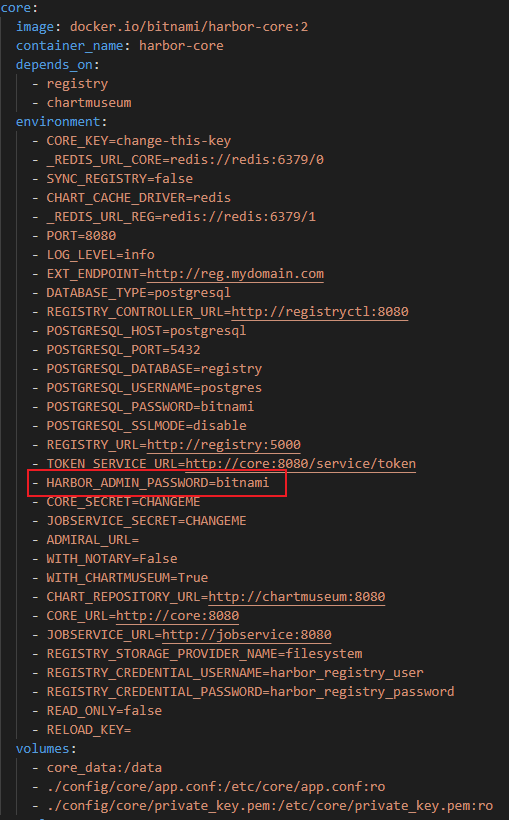 core:
image: docker.io/bitnami/harbor-core:2
container_name: harbor-core
depends_on:
- registry
- chartmuseum
environment:
- CORE_KEY=change-this-key
- _REDIS_URL_CORE=redis://redis:6379/0
- SYNC_REGISTRY=false
- CHART_CACHE_DRIVER=redis
- _REDIS_URL_REG=redis://redis:6379/1
- PORT=8080
- LOG_LEVEL=info
- EXT_ENDPOINT=http://reg.mydomain.com
- DATABASE_TYPE=postgresql
- REGISTRY_CONTROLLER_URL=http://registryctl:8080
- POSTGRESQL_HOST=postgresql
- POSTGRESQL_PORT=5432
- POSTGRESQL_DATABASE=registry
- POSTGRESQL_USERNAME=postgres
- POSTGRESQL_PASSWORD=bitnami
- POSTGRESQL_SSLMODE=disable
- REGISTRY_URL=http://registry:5000
- TOKEN_SERVICE_URL=http://core:8080/service/token
- HARBOR_ADMIN_PASSWORD=bitnami
- CORE_SECRET=CHANGEME
- JOBSERVICE_SECRET=CHANGEME
- ADMIRAL_URL=
- WITH_NOTARY=False
- WITH_CHARTMUSEUM=True
- CHART_REPOSITORY_URL=http://chartmuseum:8080
- CORE_URL=http://core:8080
- JOBSERVICE_URL=http://jobservice:8080
- REGISTRY_STORAGE_PROVIDER_NAME=filesystem
- REGISTRY_CREDENTIAL_USERNAME=harbor_registry_user
- REGISTRY_CREDENTIAL_PASSWORD=harbor_registry_password
- READ_ONLY=false
- RELOAD_KEY=
volumes:
- core_data:/data
- ./config/core/app.conf:/etc/core/app.conf:ro
- ./config/core/private_key.pem:/etc/core/private_key.pem:ro